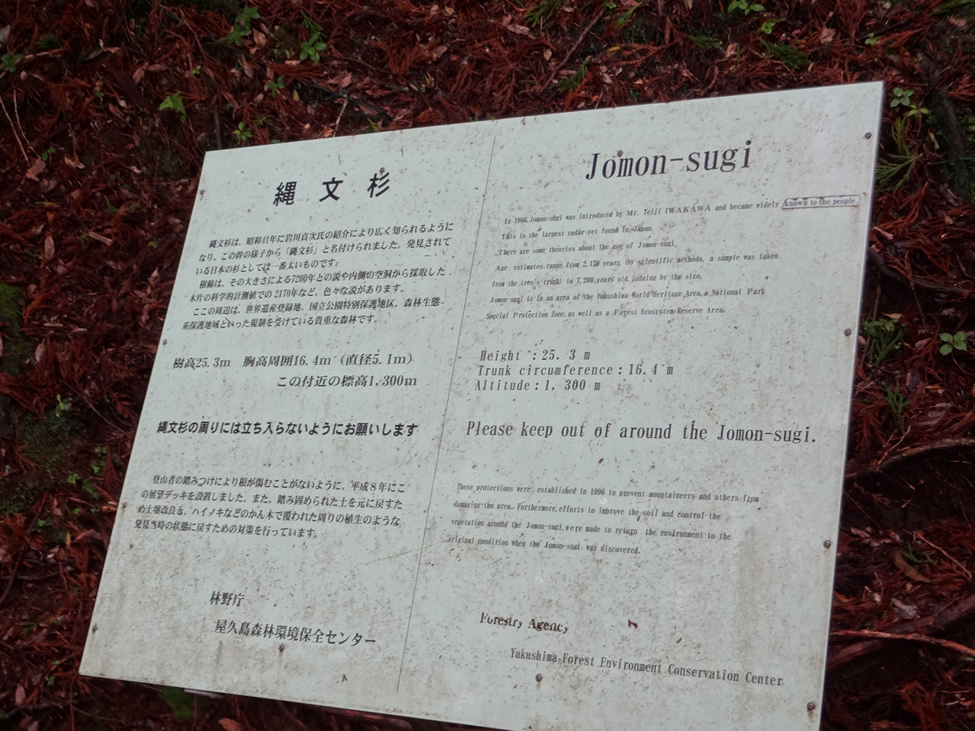 縄文杉
縄文杉は、昭和41年に岩川貞次氏の紹介により広く知られるように
なり、この幹の様子から「縄文杉」と名付けられました。発見されて
いる日本の杉としては一番太いものです。
樹齢は、その大きさによる7200年との説や内側の空洞から採取した
木片の科学的計測値での2170年など、色々な説があります。
ここの周辺は、世界遺産登録地、国立公園特別保護地区、森林生態
系保護地域といった規制を受けている貴重な森林です。
樹高25.3m 胸高周囲16.4m (直径5.1m)
この付近の標高1,300m
縄文杉の周りには立ち入らないようにお願いします
登山者の踏みつけにより根が傷むことがないように、平成8年にこ
の展望デッキを設置しました。また、踏み固められた土を元に戻すた
め土壌改良や、ハイノキなどのかん木で覆われた周りの植生のような
発見当時の状態に戻すための対策を行っています。
林野庁
屋久島森林環境保全センター
Jomon-sugi
In 1966, Jomon-sugi was introduced by Mr. Teiji IWAKAWA and became widely known to the people.
This is the largest cedar yet found in Japan.
There are some theories about the age of Jomon-sugi.
Age estimates range from 2,170 years (by scientific methods, a sample was taken
from the tree's trunk) to 7,200 years old, judging by the size.
Jomon-sugi is in an area of the Yakushima World Heritage Area, a National Park
Special Protection Zone, as well as a Forest Ecosystem Reserve Area.
Height : 25. 3 m
Trunk circumference : 16. 4 m
Altitude : 1, 300 m
Please keep out of around the Jomon-sugi.
These protections were established in 1996 to prevent mountaineers and others from
damaging the area. Furthermore, efforts to improve the soil and control the
vegetation around the Jomon-sugi, were made to return the environment to the
original condition when the Jomon-sugi was discovered.
Forestry Agency
Yakushima Forest Environment Conservation Center